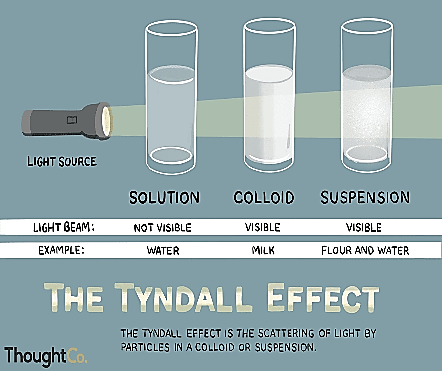 LIGHT SOURCE
SOLUTION COLLOID SUSPENSION
LIGHT BEAM: NOT VISIBLE VISIBLE VISIBLE
EXAMPLE: WATER MILK FLOUR AND WATER
THE TYNDALL EFFECT
THE TYNDALL EFFECT IS THE SCATTERING OF LIGHT BY
PARTICLES IN A COLLOID OR SUSPENSION.
ThoughtCo.